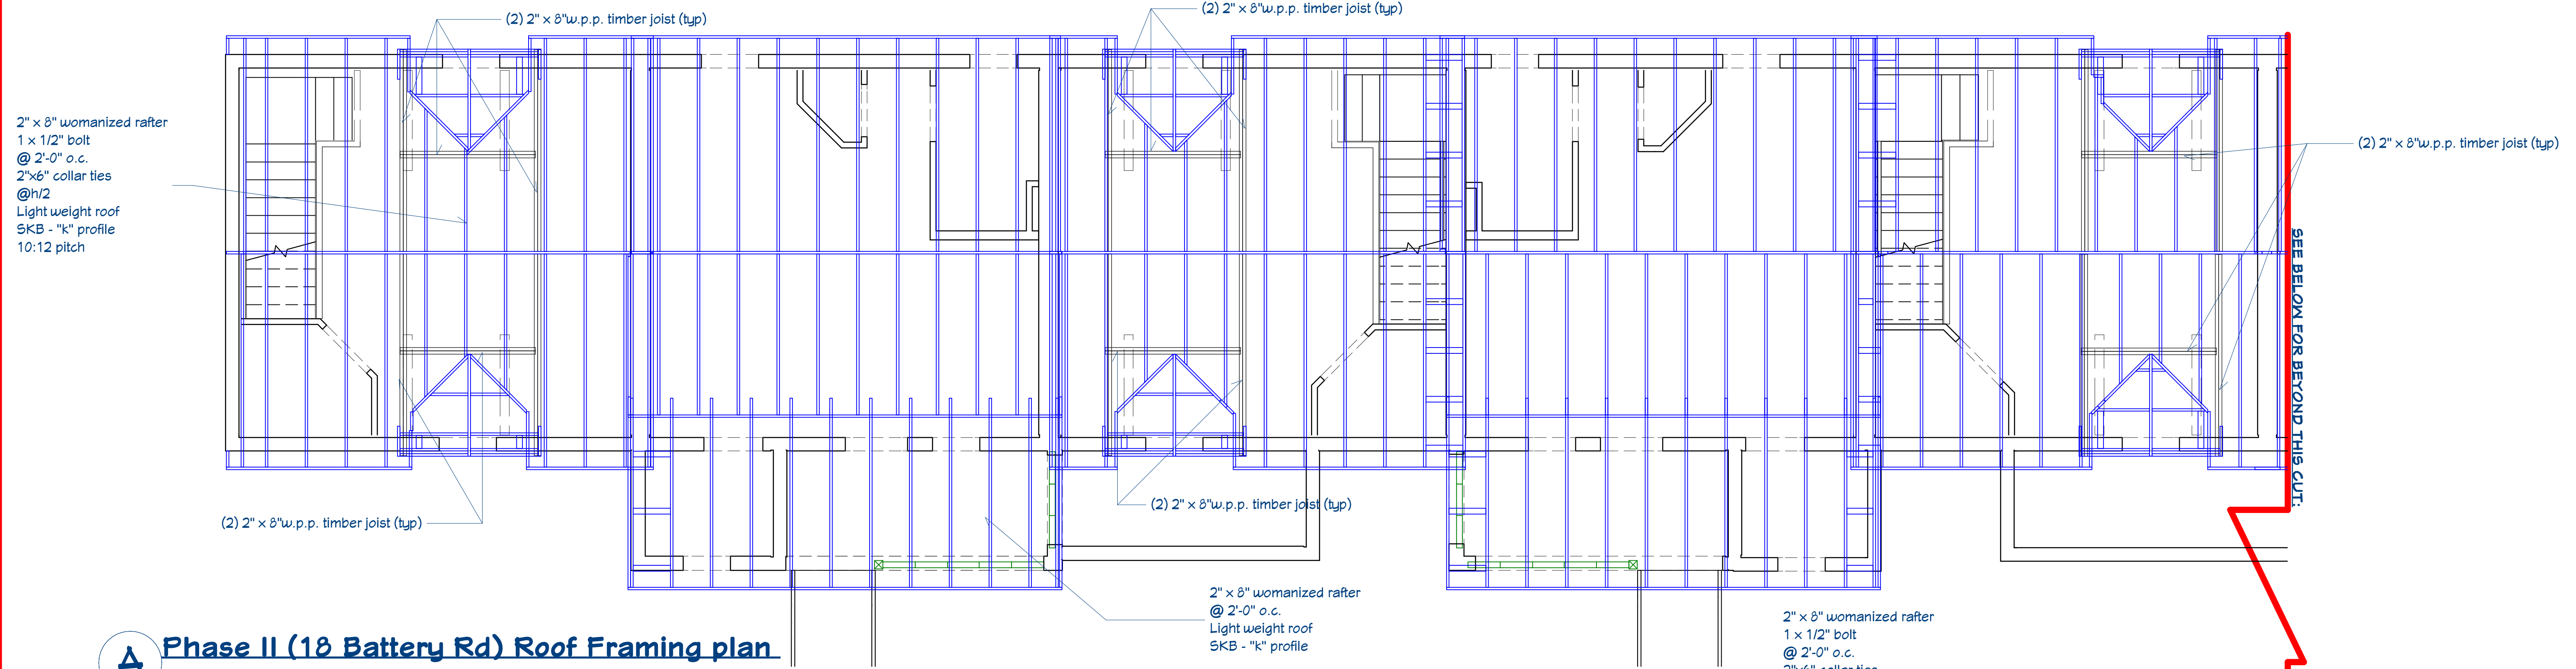 (2) 2" x 8"w.p.p. timber joist (typ)
(2) 2" x 8"w.p.p. timber joist (typ)
2" x 8" womanized rafter
1 x 1/2" bolt
@ 2'-0" o.c.
2"x6" collar ties
@h/2
Light weight roof
SKB - "k" profile
10:12 pitch
(2) 2" x 8"w.p.p. timber joist (typ)
SEE BELOW FOR BEYOND THIS CUT:
(2) 2" x 8"w.p.p. timber joist (typ)
(2) 2" x 8"w.p.p. timber joist (typ)
2" x 8" womanized rafter
@ 2'-0" o.c.
Light weight roof
SKB - "k" profile
2" x 8" womanized rafter
1 x 1/2" bolt
@ 2'-0" o.c.
2"x6" collar ties
A
Phase II (18 Battery Rd) Roof Framing plan